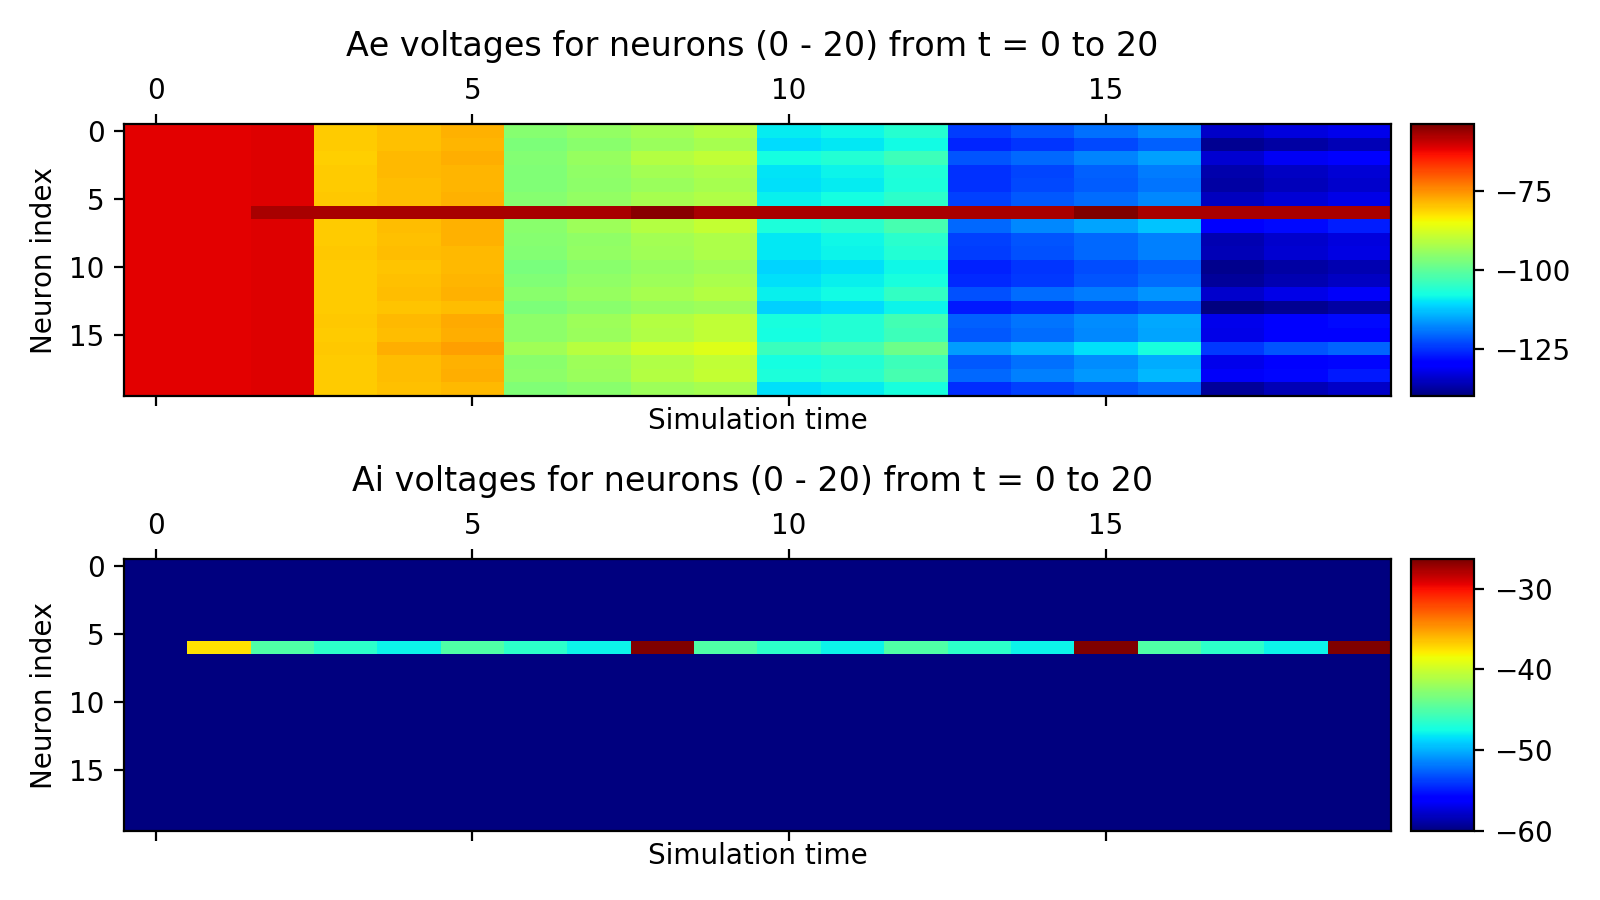 Ae voltages for neurons (0 - 20) from t = 0 to 20
0 5 10 15
Neuron index
0
5
10
15
Simulation time
−75
−100
−125
Ai voltages for neurons (0 - 20) from t = 0 to 20
0 5 10 15
Neuron index
0
5
10
15
Simulation time
−30
−40
−50
−60